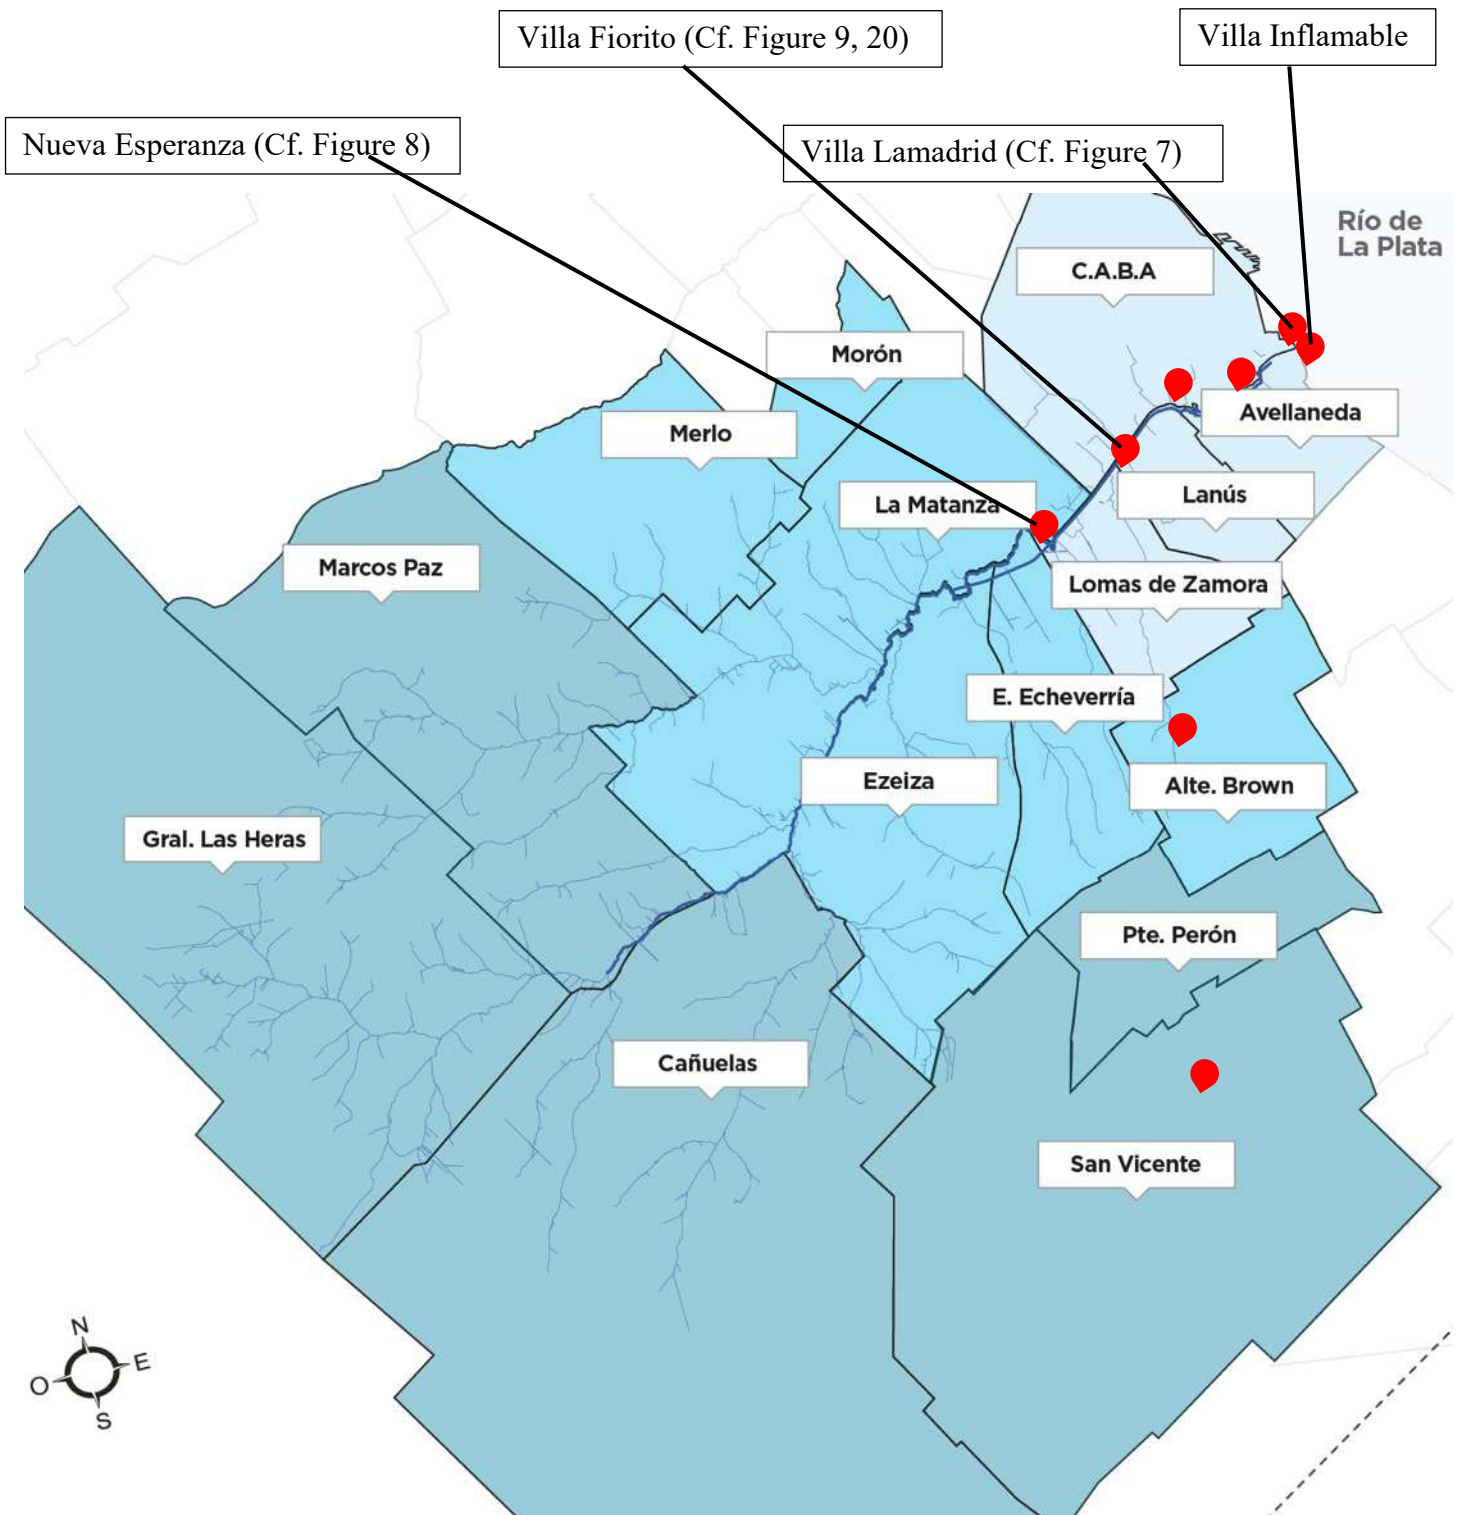 Villa Fiorito (Cf. Figure 9, 20)
Villa Inflamable
Nueva Esperanza (Cf. Figure 8)
Villa Lamadrid (Cf. Figure 7)
Río de
La Plata
C.A.B.A
Morón
Merlo
Avellaneda
La Matanza
Lanús
Marcos Paz
Lomas de Zamora
E. Echeverría
Ezeiza
Alte. Brown
Gral. Las Heras
Pte. Perón
Cañuelas
San Vicente
N
E
O
S